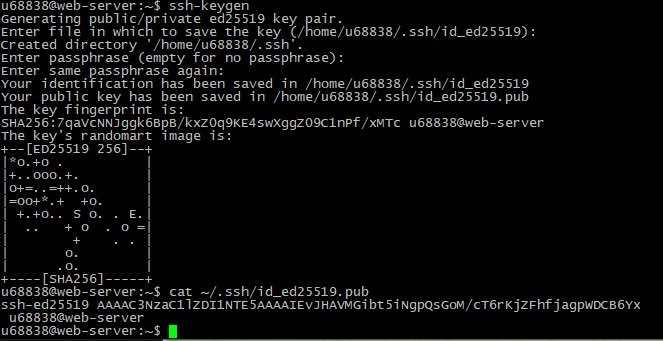 u68838@web-server:~$ ssh-keygen
Generating public/private ed25519 key pair.
Enter file in which to save the key (/home/u68838/.ssh/id_ed25519):
Created directory '/home/u68838/.ssh'.
Enter passphrase (empty for no passphrase):
Enter same passphrase again:
Your identification has been saved in /home/u68838/.ssh/id_ed25519
Your public key has been saved in /home/u68838/.ssh/id_ed25519.pub
The key fingerprint is:
SHA256:7qaVcNNJggk6BpB/kxZ0q9KE4swXggZ09C1nPf/xMTc u68838@web-server
The key's randomart image is:
+--[ED25519 256]--+
|*o.+o .          |
|+..ooo.+.        |
|o+=..=++.o.      |
|=oo+*.+  +o.     |
| +.+o.. S o. . E.|
|  ..   + o  . o =|
|        +    . . |
|       o.        |
|      .o.        |
+----[SHA256]-----+
u68838@web-server:~$ cat ~/.ssh/id_ed25519.pub
ssh-ed25519 AAAAC3NzaC1lZDI1NTE5AAAAIEvJHAVMGibt5iNgpQsGoM/cT6rKjZFhfjagpWDCB6Yx
 u68838@web-server
u68838@web-server:~$